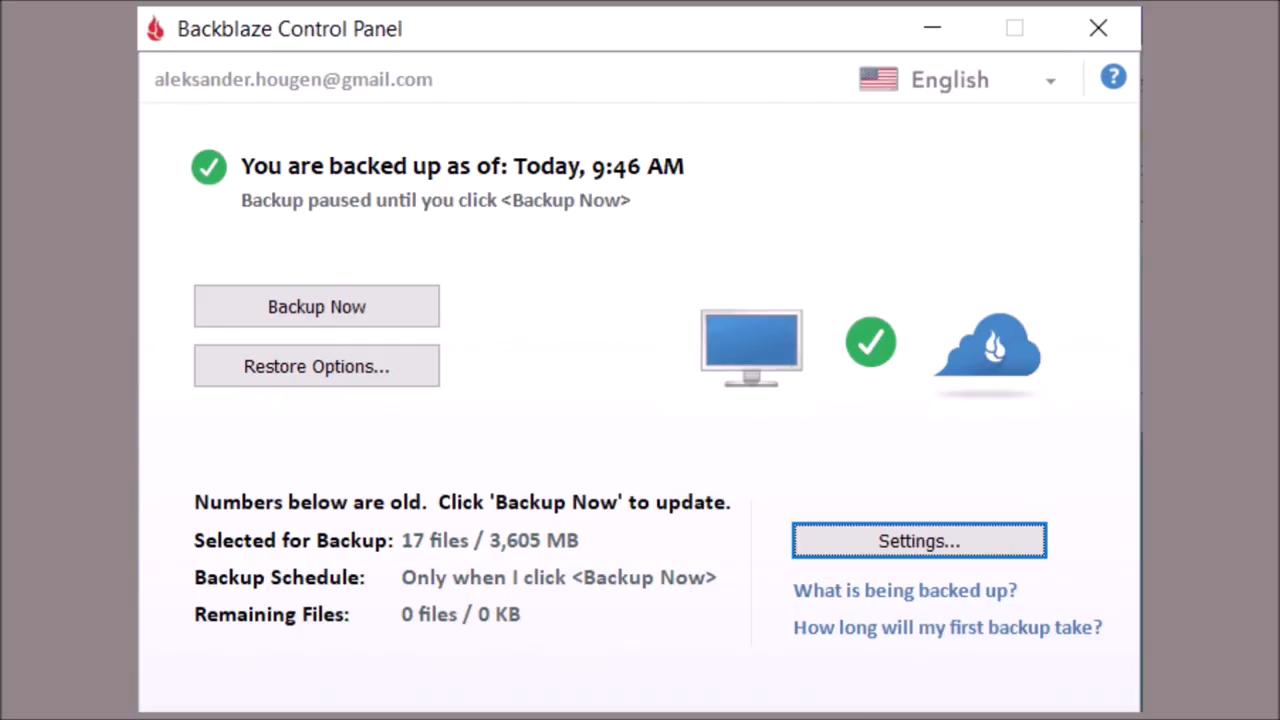 Backblaze Control Panel
aleksander.hougen@gmail.com
English
?
You are backed up as of: Today, 9:46 AM
Backup paused until you click <Backup Now>
Backup Now
Restore Options...
Numbers below are old.  Click 'Backup Now' to update.
Selected for Backup: 17 files / 3,605 MB
Backup Schedule: Only when I click <Backup Now>
Remaining Files: 0 files / 0 KB
Settings...
What is being backed up?
How long will my first backup take?